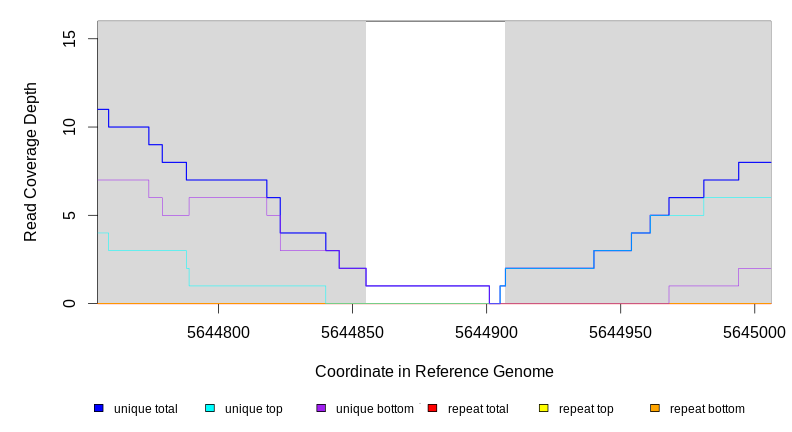 15
10
5
0
Read Coverage Depth
5644800 5644850 5644900 5644950 5645000
Coordinate in Reference Genome
unique total unique top unique bottom repeat total repeat top repeat bottom